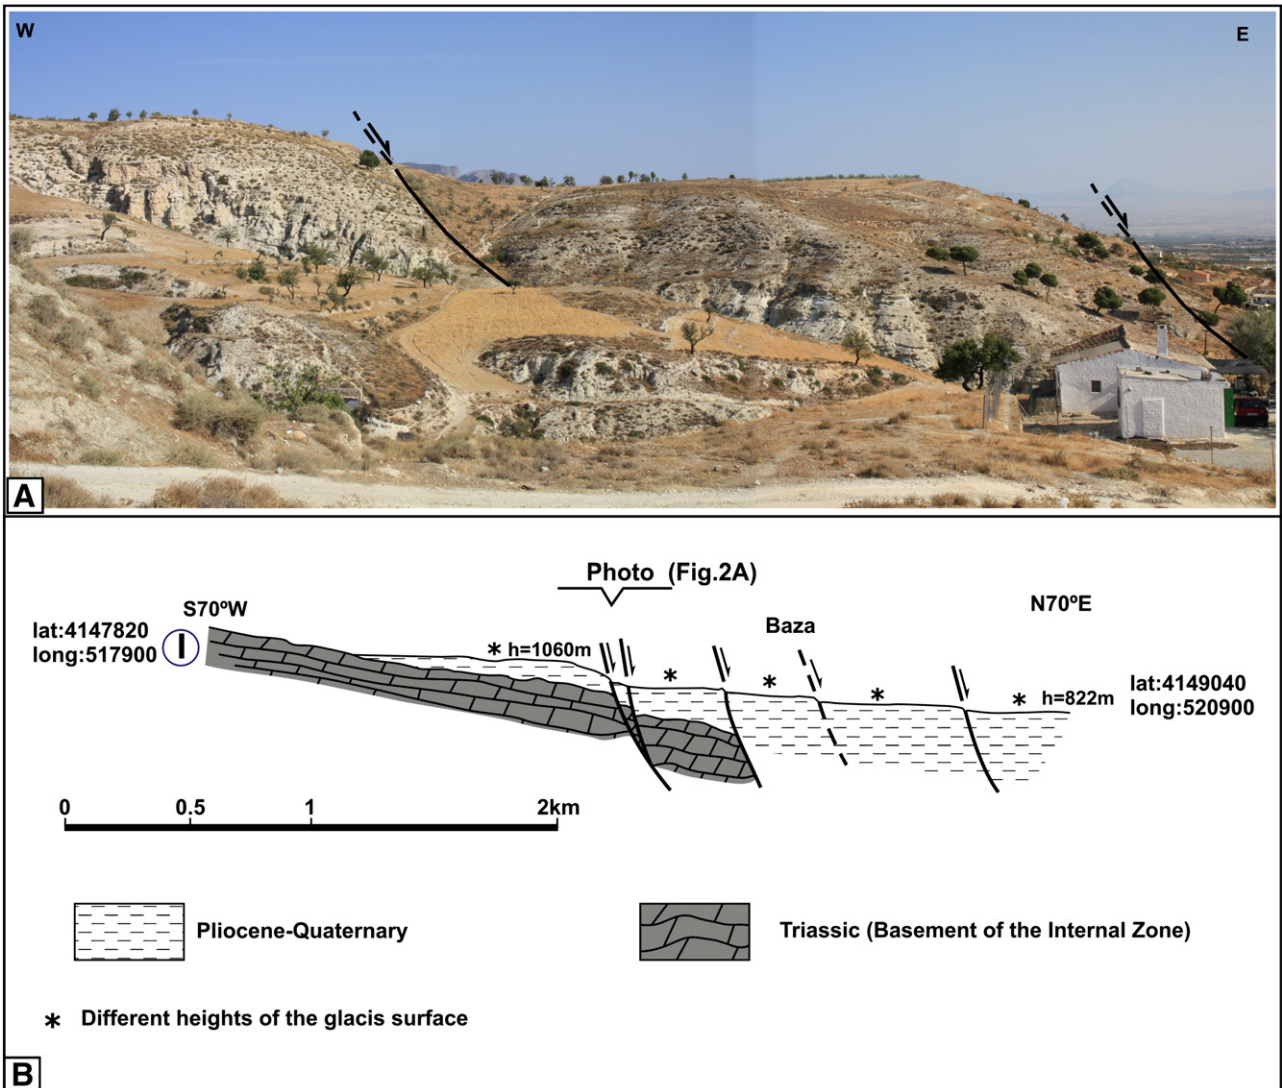 W
E
A
Photo (Fig.2A)
S70ºW
N70ºE
lat:4147820
long:517900
I
Baza
* h=1060m
*
*
*
* h=822m
lat:4149040
long:520900
0 0.5 1 2km
Pliocene-Quaternary
Triassic (Basement of the Internal Zone)
* Different heights of the glacis surface
B